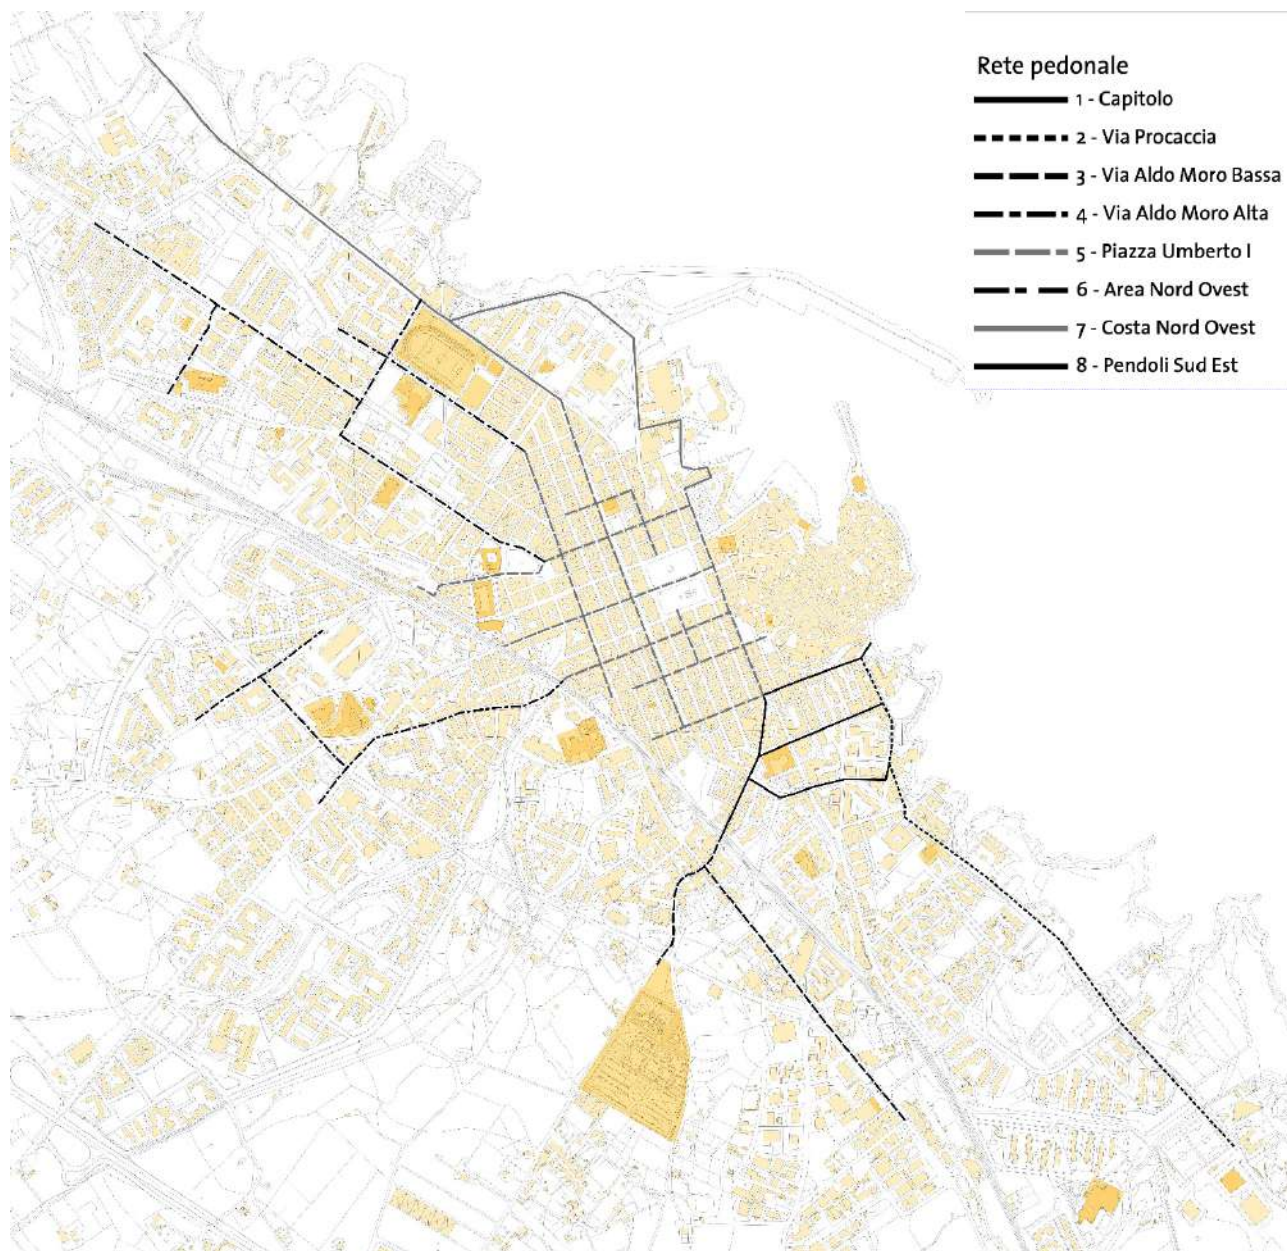 Rete pedonale
1 - Capitolo
2 - Via Procaccia
3 - Via Aldo Moro Bassa
4 - Via Aldo Moro Alta
5 - Piazza Umberto I
6 - Area Nord Ovest
7 - Costa Nord Ovest
8 - Pendoli Sud Est